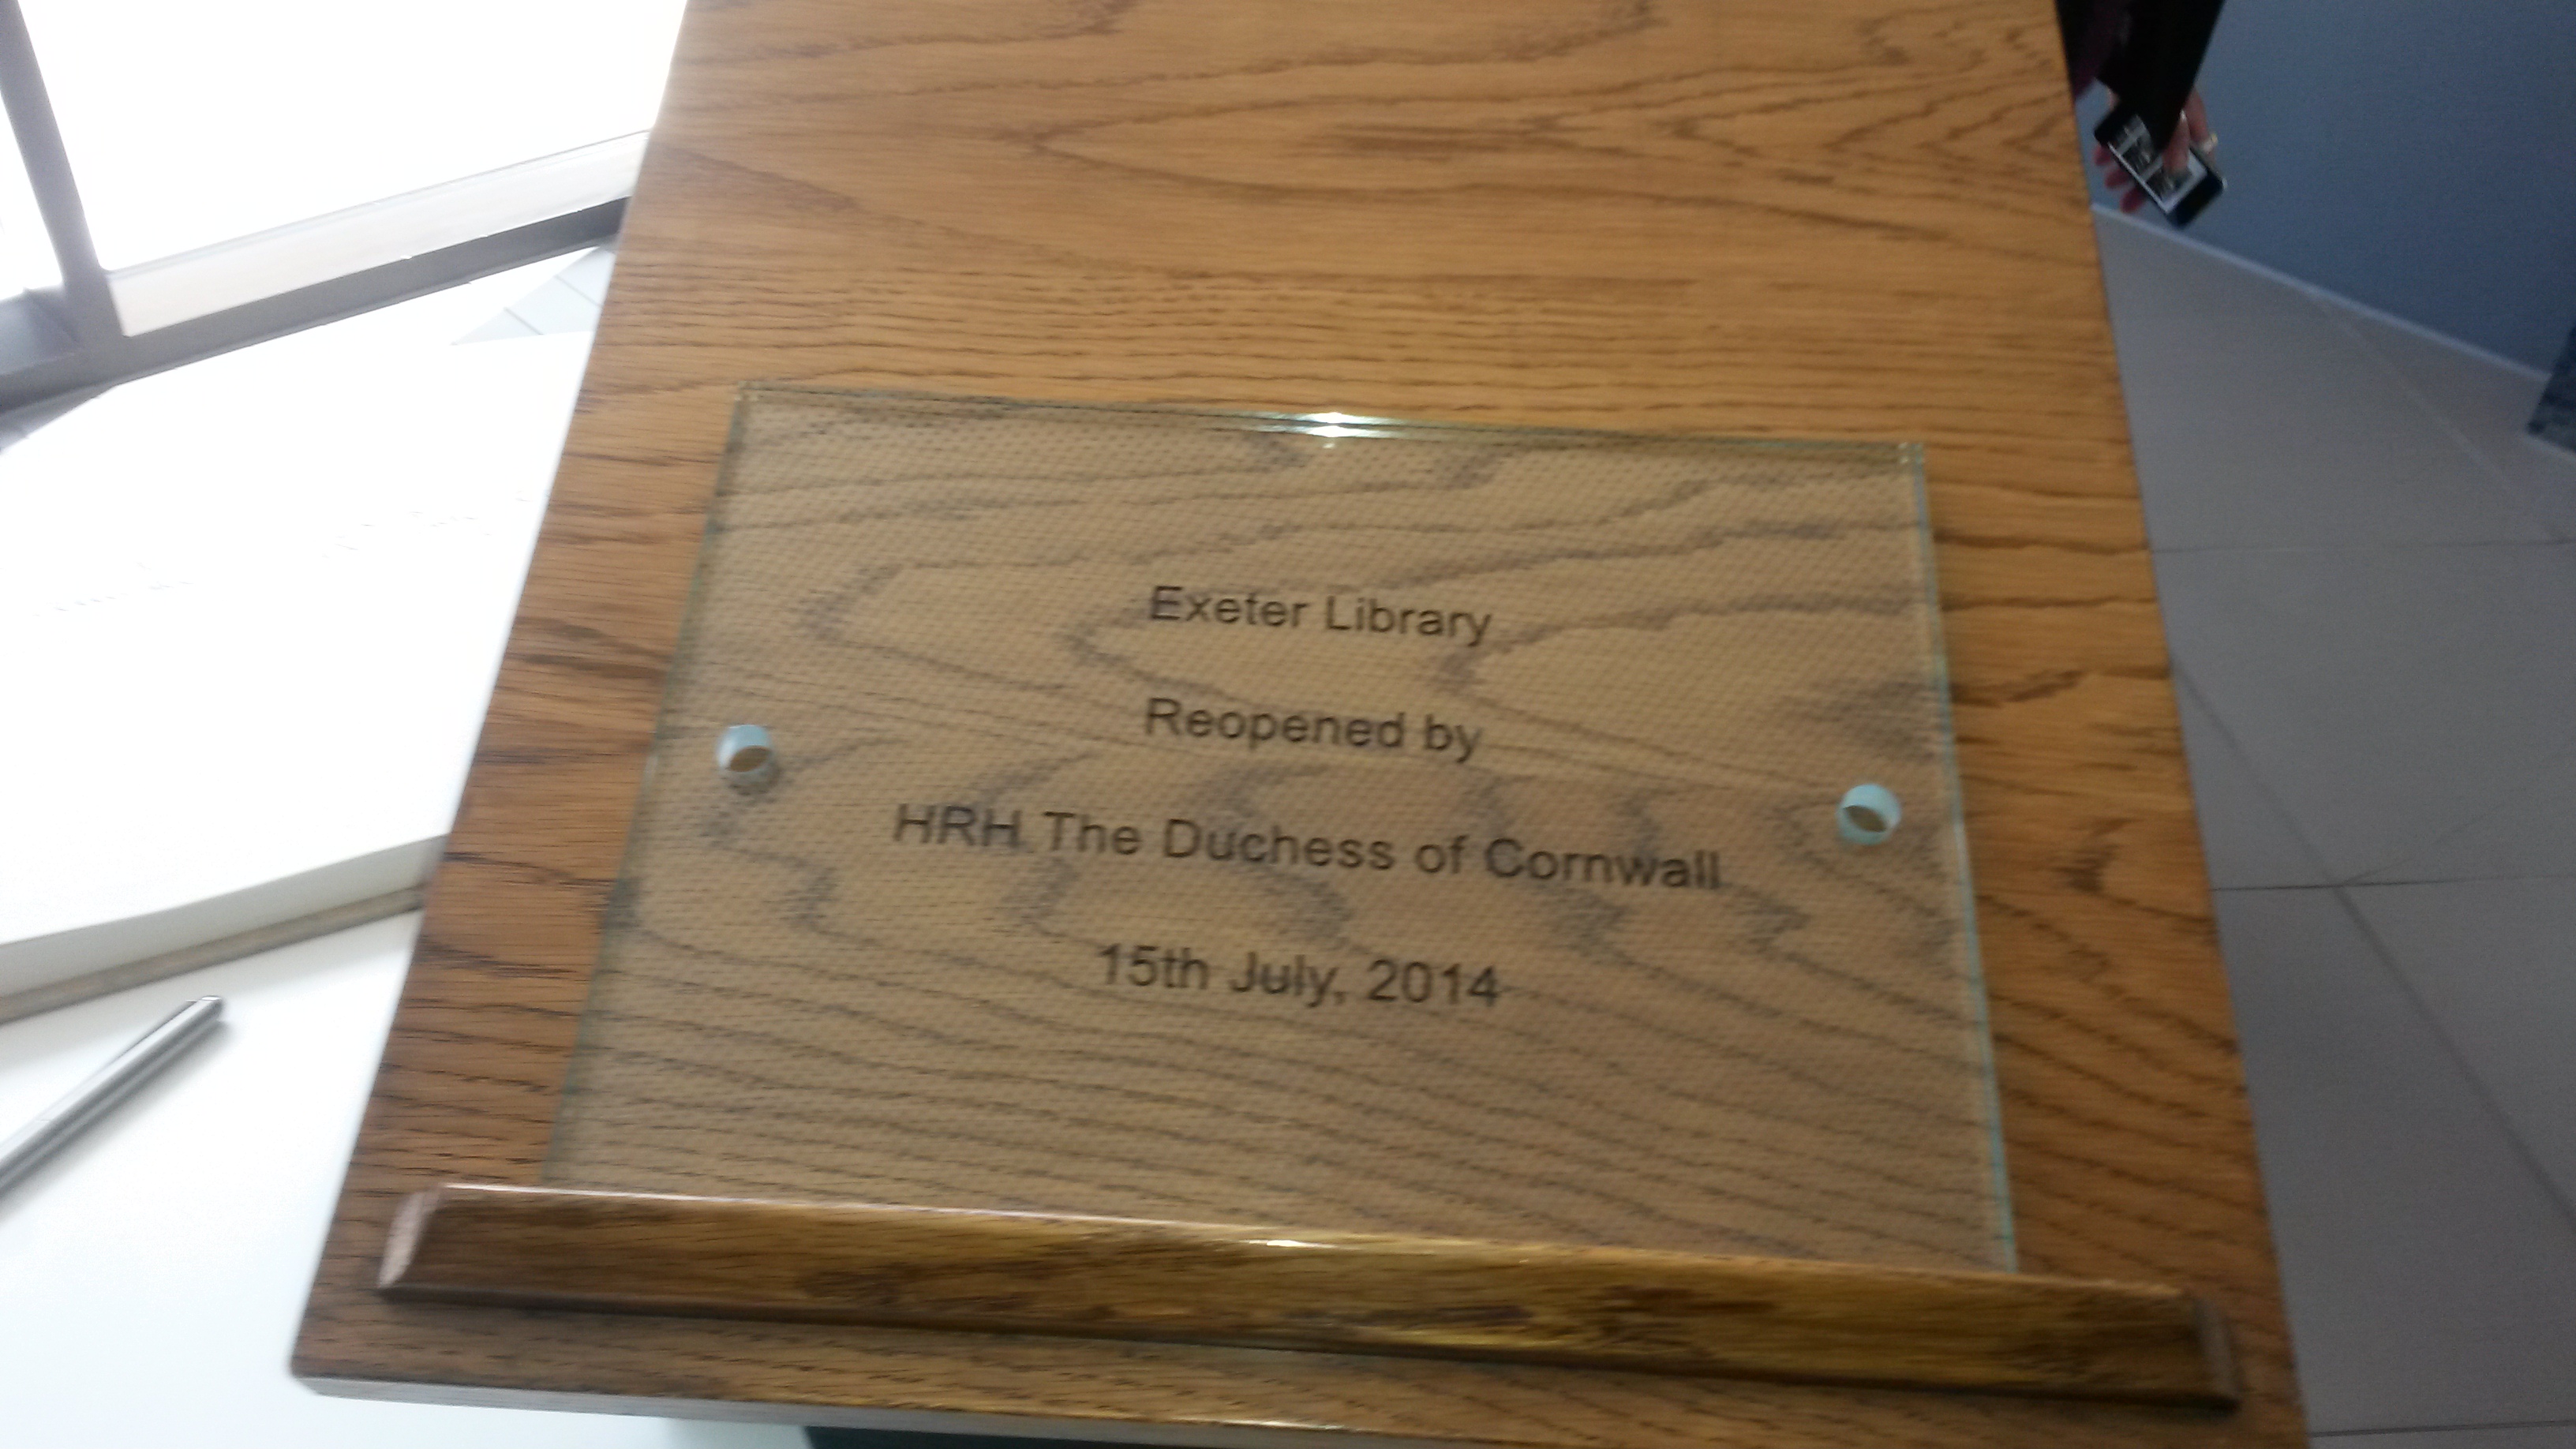 Exeter Library
Reopened by
HRH The Duchess of Cornwall
15th July, 2014